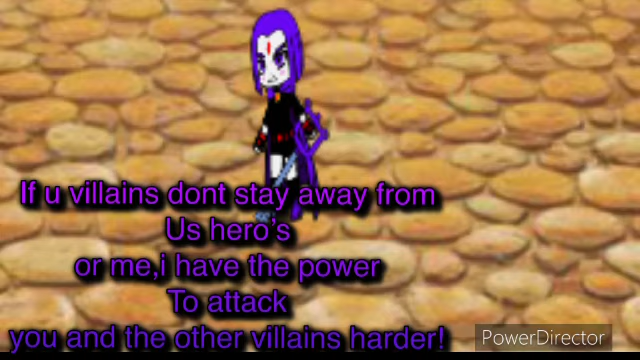 If u villains dont stay away from
Us hero's
or me,i have the power
To attack
you and the other villains harder!
PowerDirector